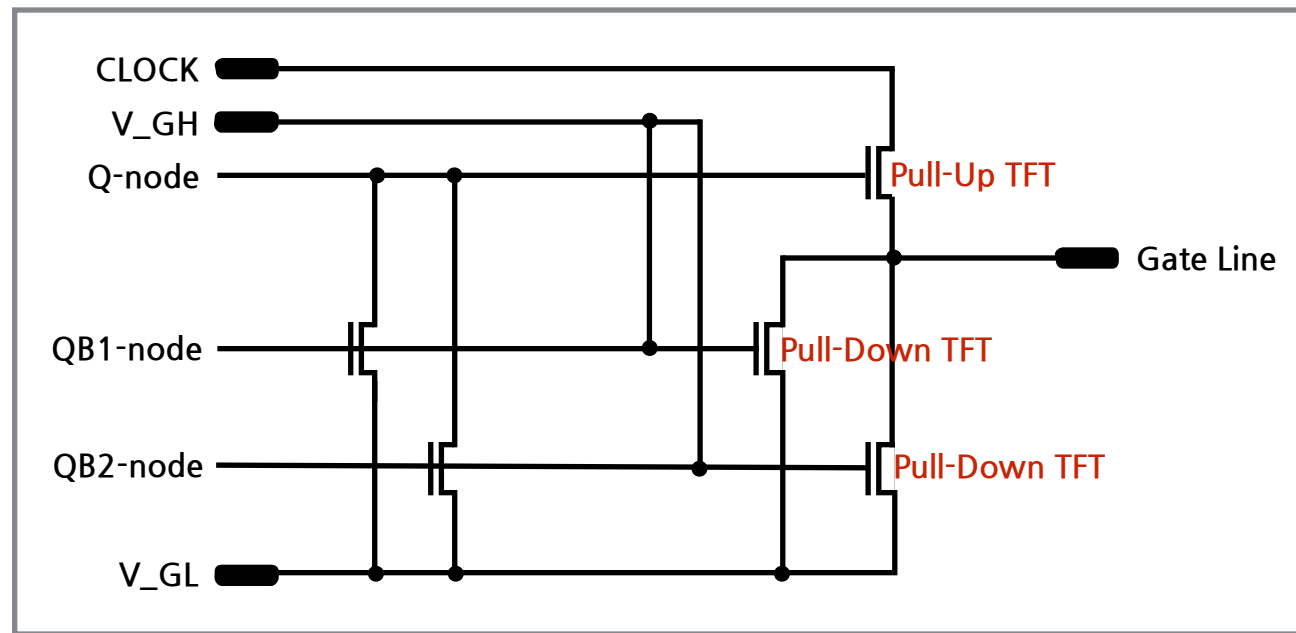 CLOCK
V_GH
Q-node
Pull-Up TFT
Gate Line
QB1-node
Pull-Down TFT
QB2-node
Pull-Down TFT
V_GL